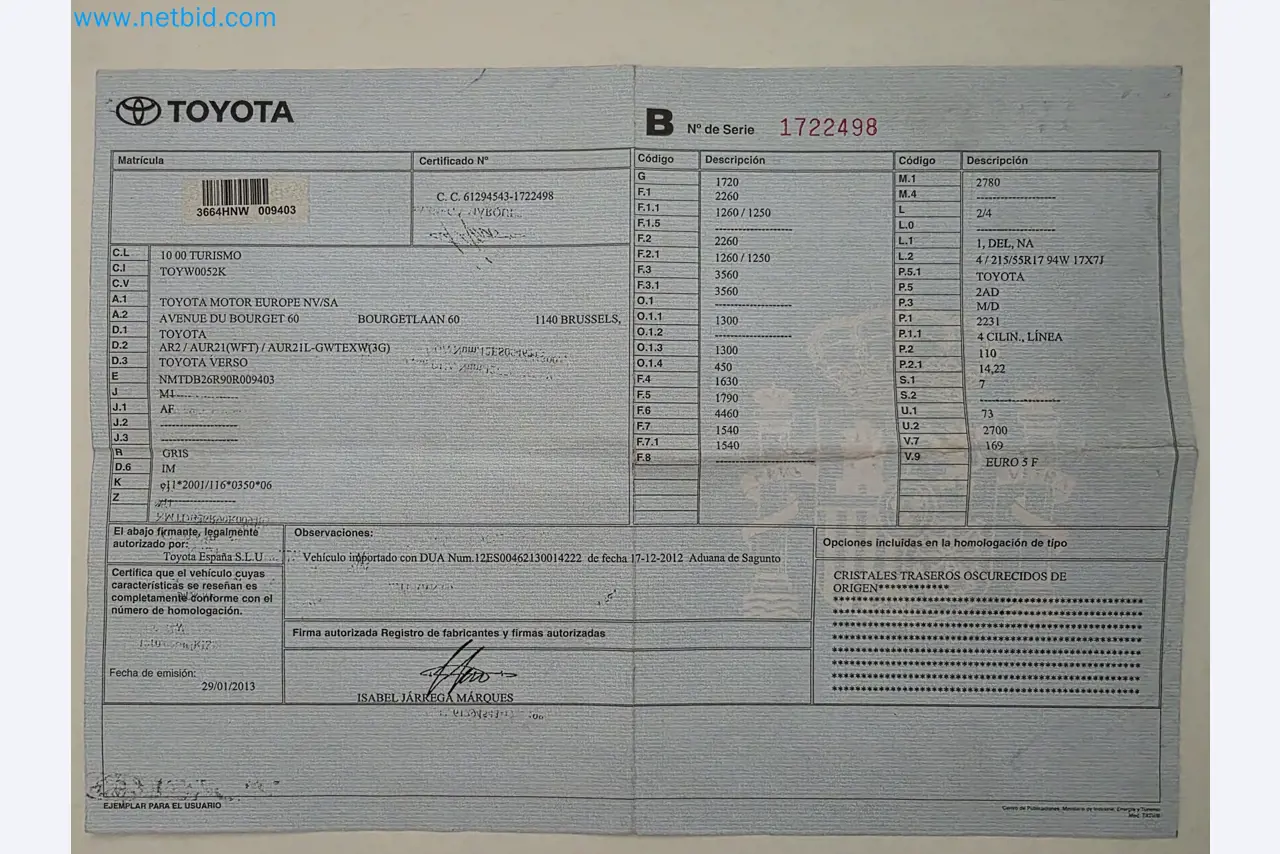 www.netbid.com
TOYOTA
B Nº de Serie 1722498
Matrícula
3664HNW 009403
Certificado Nº
C. C. 61294543-1722498
C.L 10 00 TURISMO
C.I TOYW0052K
C.V
A.1 TOYOTA MOTOR EUROPE NV/SA
A.2 AVENUE DU BOURGET 60 BOURGETLAAN 60 1140 BRUSSELS,
D.1 TOYOTA
D.2 AR2 / AUR21(WFT) / AUR21L-GWTEXW(3G)
D.3 TOYOTA VERSO
E NMTDB26R90R009403
J M1
J.1 AF
J.2 --------------------
J.3 --------------------
R GRIS
D.6 IM
K e11*2001/116*0350*06
Z
Código Descripción
G 1720
F.1 2260
F.1.1 1260 / 1250
F.1.5 --------------------
F.2 2260
F.2.1 1260 / 1250
F.3 3560
F.3.1 3560
O.1 --------------------
O.1.1 1300
O.1.2 --------------------
O.1.3 1300
O.1.4 450
F.4 1630
F.5 1790
F.6 4460
F.7 1540
F.7.1 1540
F.8 --------------------
Código Descripción
M.1 2780
M.4 --------------------
L 2/4
L.0 --------------------
L.1 1, DEL, NA
L.2 4 / 215/55R17 94W 17X7J
P.5.1 TOYOTA
P.5 2AD
P.3 M/D
P.1 2231
P.1.1 4 CILIN., LÍNEA
P.2 110
P.2.1 14,22
S.1 7
S.2 --------------------
U.1 73
U.2 2700
V.7 169
V.9 EURO 5 F
El abajo firmante, legalmente
autorizado por:
Toyota España S.L.U
Certifica que el vehículo cuyas
características se reseñan es
completamente conforme con el
número de homologación.
Fecha de emisión:
29/01/2013
Observaciones:
Vehículo importado con DUA Num.12ES00462130014222 de fecha 17-12-2012 Aduana de Sagunto
Firma autorizada Registro de fabricantes y firmas autorizadas
ISABEL JÁRREGA MÁRQUES
Opciones incluidas en la homologación de tipo
CRISTALES TRASEROS OSCURECIDOS DE
ORIGEN************
EJEMPLAR PARA EL USUARIO
Centro de Publicaciones. Ministerio de Industria, Energía y Turismo